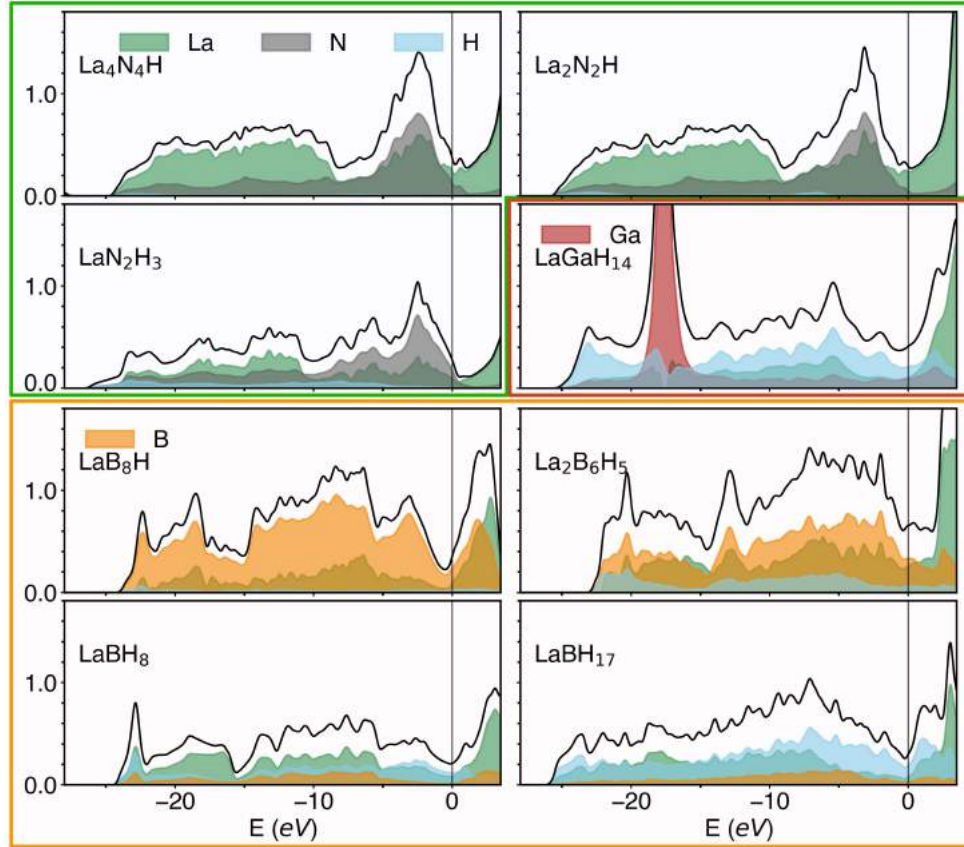 La N H
La₄N₄H
1.0
0.0
La₂N₂H
LaN₂H₃
1.0
0.0
Ga
LaGaH₁₄
B
LaB₈H
1.0
0.0
La₂B₆H₅
LaBH₈
1.0
0.0
−20 −10 0
E (eV)
LaBH₁₇
−20 −10 0
E (eV)